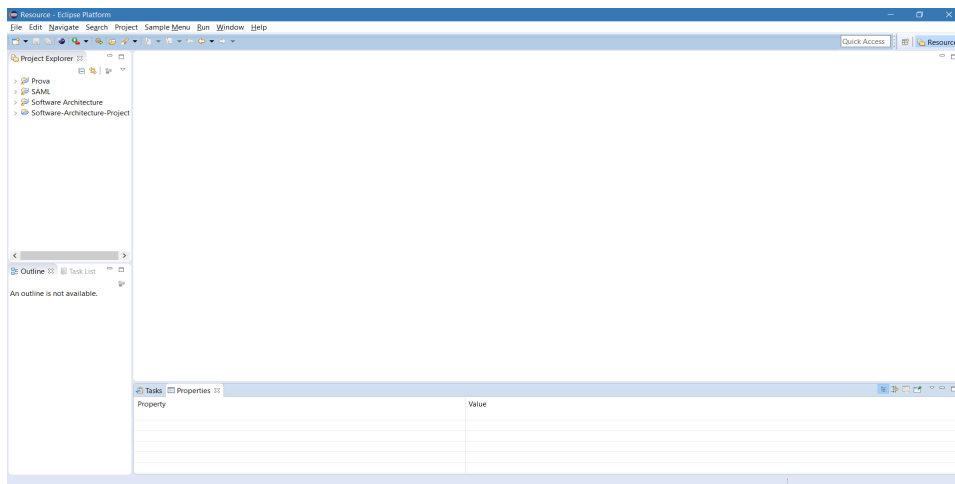 Resource - Eclipse Platform
File Edit Navigate Search Project Sample Menu Run Window Help
Quick Access
Resource
Project Explorer
Prova
SAML
Software Architecture
Software-Architecture-Project
Outline Task List
An outline is not available.
Tasks Properties
Property Value